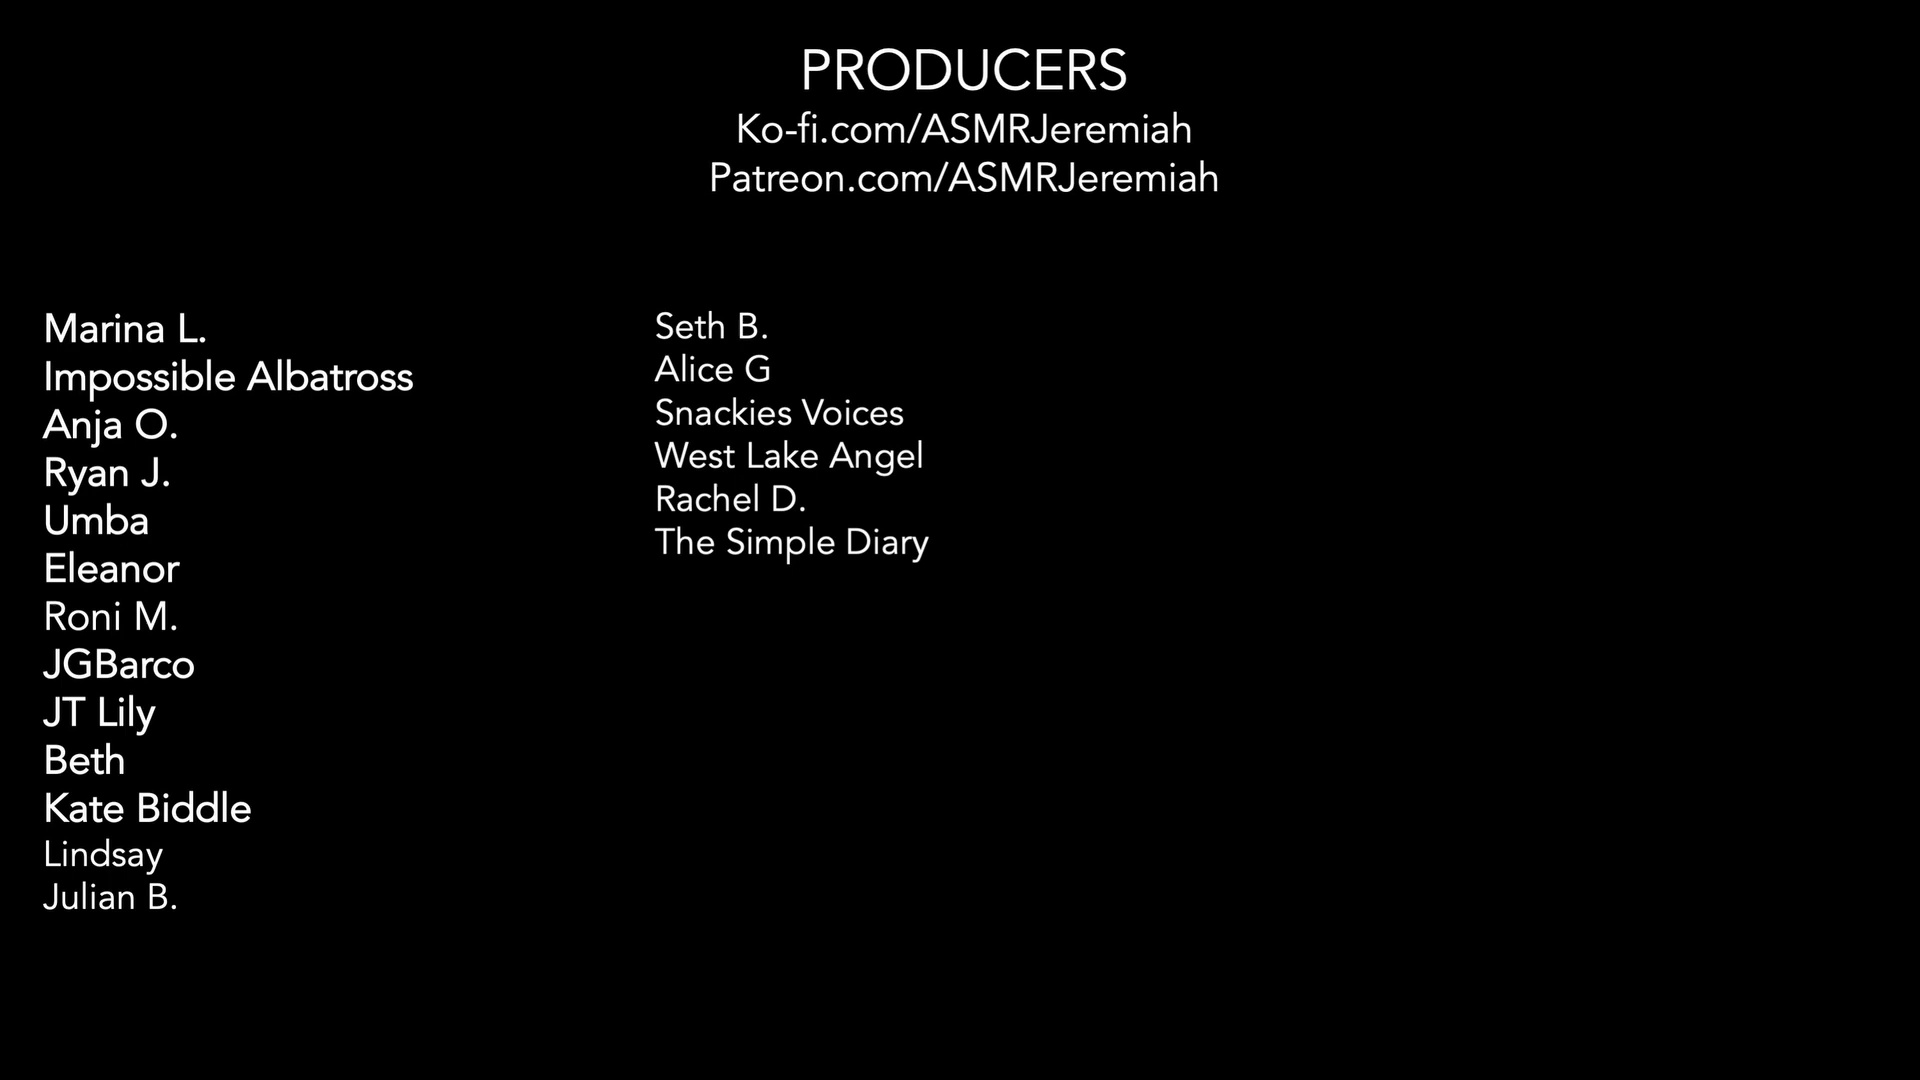 PRODUCERS
Ko-fi.com/ASMRJeremiah
Patreon.com/ASMRJeremiah
Marina L.
Impossible Albatross
Anja O.
Ryan J.
Umba
Eleanor
Roni M.
JGBarco
JT Lily
Beth
Kate Biddle
Lindsay
Julian B.
Seth B.
Alice G
Snackies Voices
West Lake Angel
Rachel D.
The Simple Diary